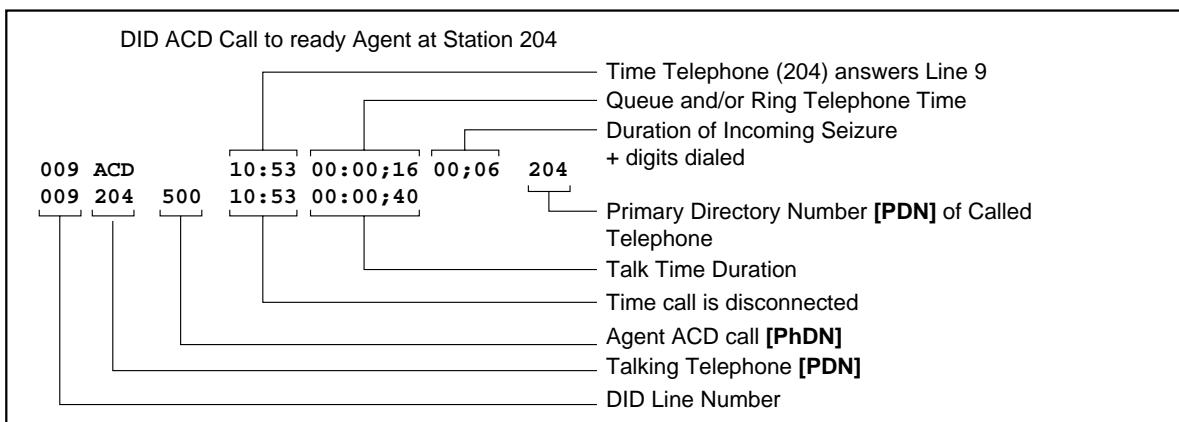 DID ACD Call to ready Agent at Station 204
Time Telephone (204) answers Line 9
Queue and/or Ring Telephone Time
Duration of Incoming Seizure
+ digits dialed
009 ACD 10:53 00:00;16 00;06 204
009 204 500 10:53 00:00;40
Primary Directory Number [PDN] of Called
Telephone
Talk Time Duration
Time call is disconnected
Agent ACD call [PhDN]
Talking Telephone [PDN]
DID Line Number